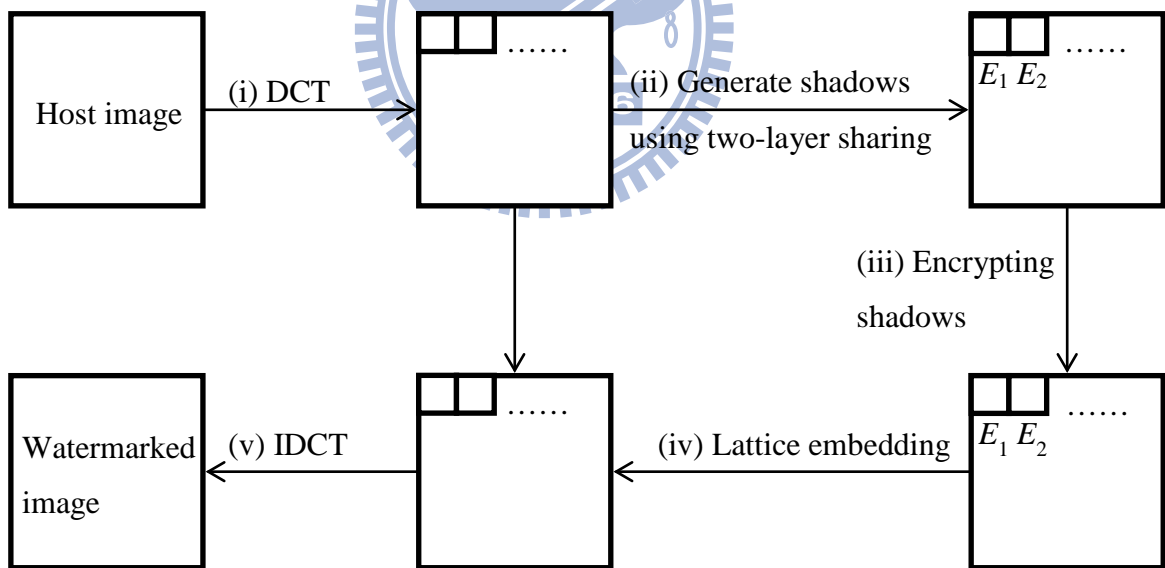 Host image
(i) DCT
……
(ii) Generate shadows
using two-layer sharing
……
E₁ E₂
(iii) Encrypting
shadows
Watermarked
image
(v) IDCT
……
(iv) Lattice embedding
……
E₁ E₂